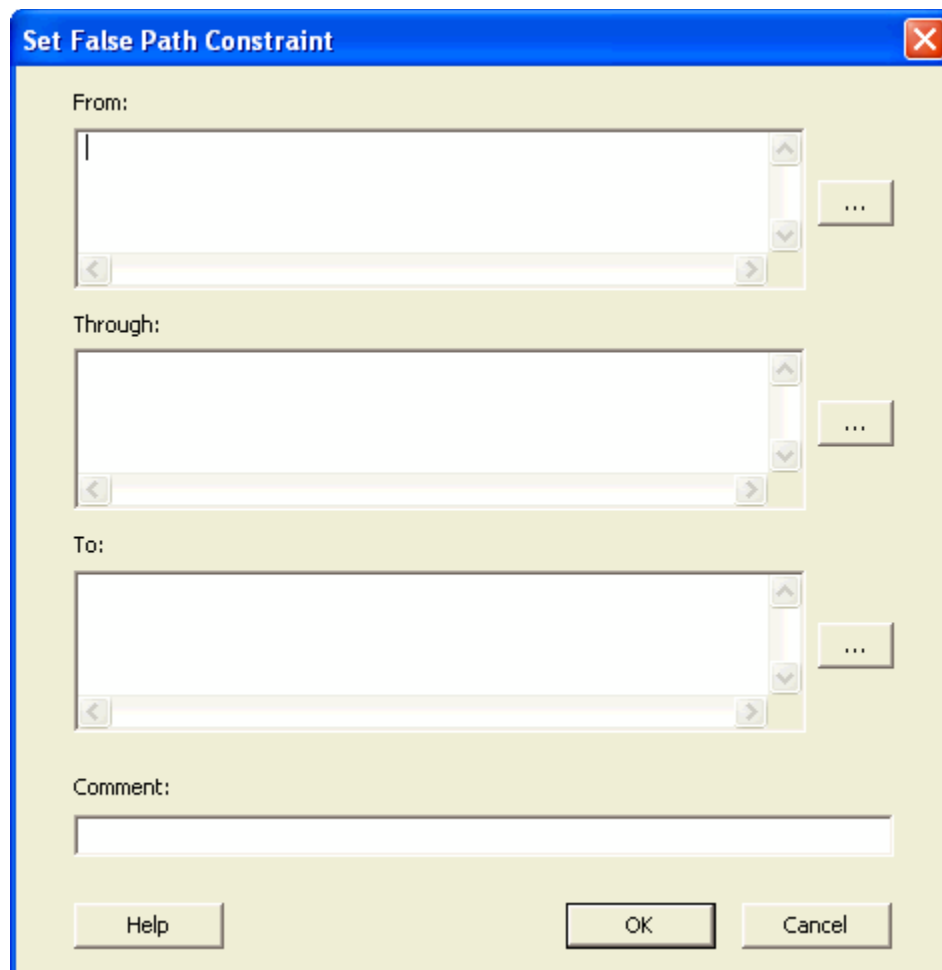 Set False Path Constraint
From:
...
Through:
...
To:
...
Comment:
Help OK Cancel